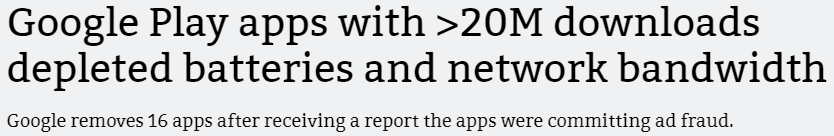 Google Play apps with >20M downloads
depleted batteries and network bandwidth
Google removes 16 apps after receiving a report the apps were committing ad fraud.